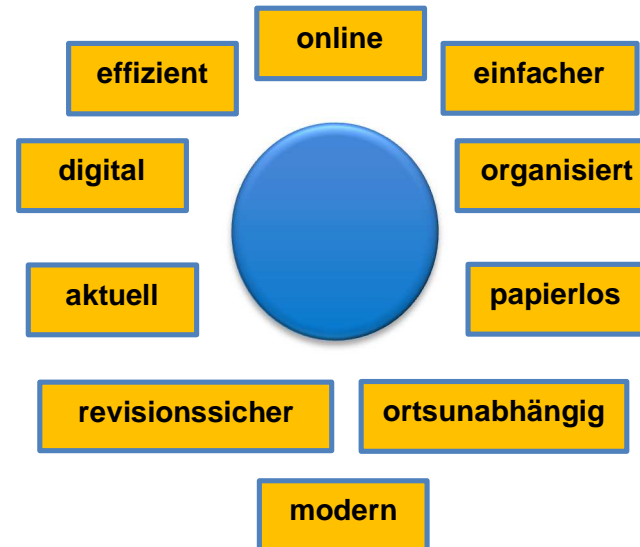 online
effizient
einfacher
digital
organisiert
aktuell
papierlos
revisionssicher
ortsunabhängig
modern